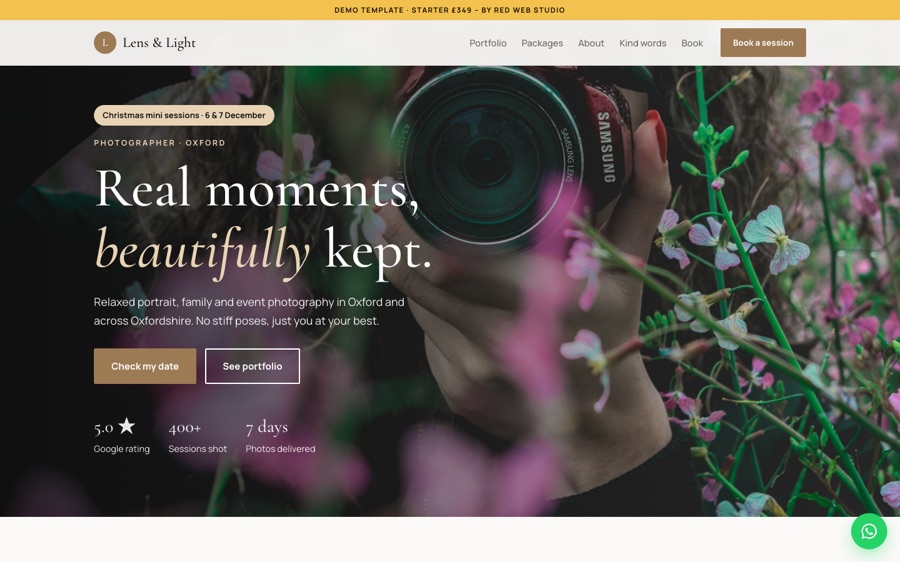 DEMO TEMPLATE · STARTER £349 – BY RED WEB STUDIO
L Lens & Light
Portfolio Packages About Kind words Book Book a session
Christmas mini sessions · 6 & 7 December
PHOTOGRAPHER · OXFORD
Real moments,
beautifully kept.
Relaxed portrait, family and event photography in Oxford and
across Oxfordshire. No stiff poses, just you at your best.
Check my date See portfolio
5.0 ★ 400+ 7 days
Google rating Sessions shot Photos delivered
SAMSUNG
SAMSUNG LENS